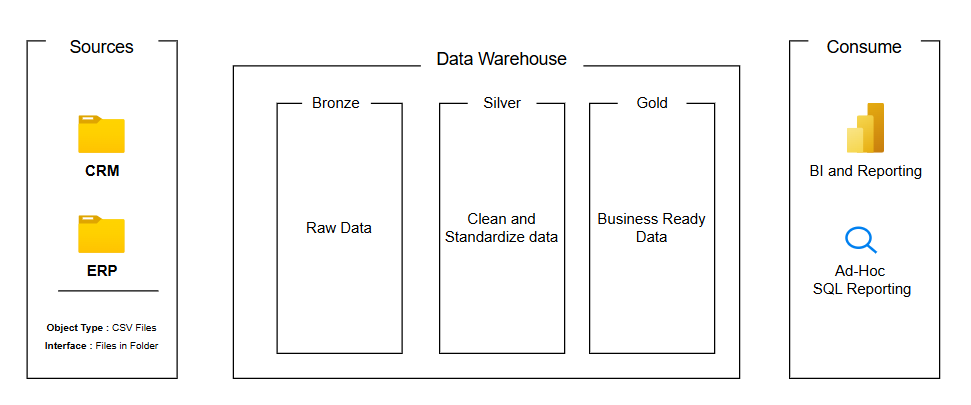 Sources
CRM
ERP
Object Type : CSV Files
Interface : Files in Folder
Data Warehouse
Bronze
Raw Data
Silver
Clean and
Standardize data
Gold
Business Ready
Data
Consume
BI and Reporting
Ad-Hoc
SQL Reporting